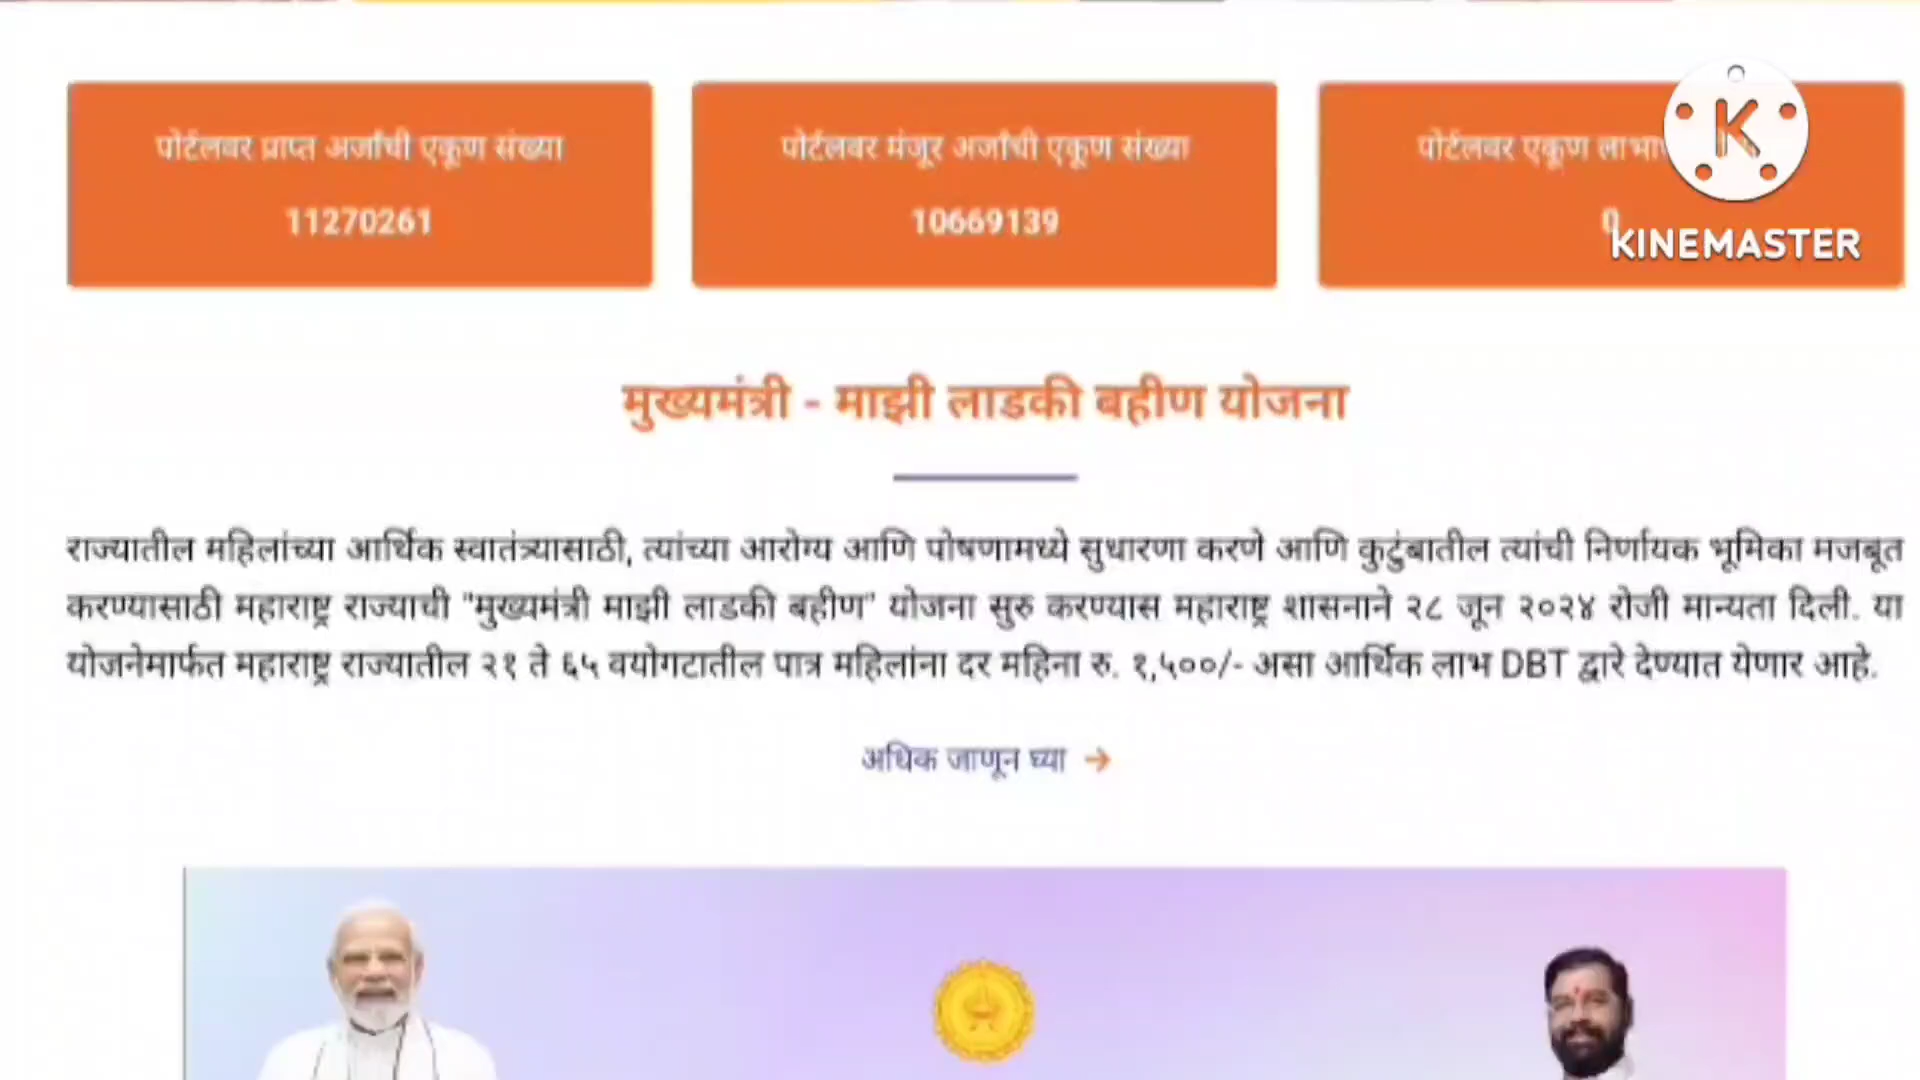 पोर्टलवर प्राप्त अर्जांची एकूण संख्या
11270261
पोर्टलवर मंजूर अर्जांची एकूण संख्या
10669139
पोर्टलवर एकूण
0
KINEMASTER
मुख्यमंत्री - माझी लाडकी बहीण योजना
राज्यातील महिलांच्या आर्थिक स्वातंत्र्यासाठी, त्यांच्या आरोग्य आणि पोषणामध्ये सुधारणा करणे आणि कुटुंबातील त्यांची निर्णायक भूमिका मजबूत
करण्यासाठी महाराष्ट्र राज्याची "मुख्यमंत्री माझी लाडकी बहीण" योजना सुरु करण्यास महाराष्ट्र शासनाने २८ जून २०२४ रोजी मान्यता दिली. या
योजनेमार्फत महाराष्ट्र राज्यातील २१ ते ६५ वयोगटातील पात्र महिलांना दर महिना रु. १,५००/- असा आर्थिक लाभ DBT द्वारे देण्यात येणार आहे.
अधिक जाणून घ्या →